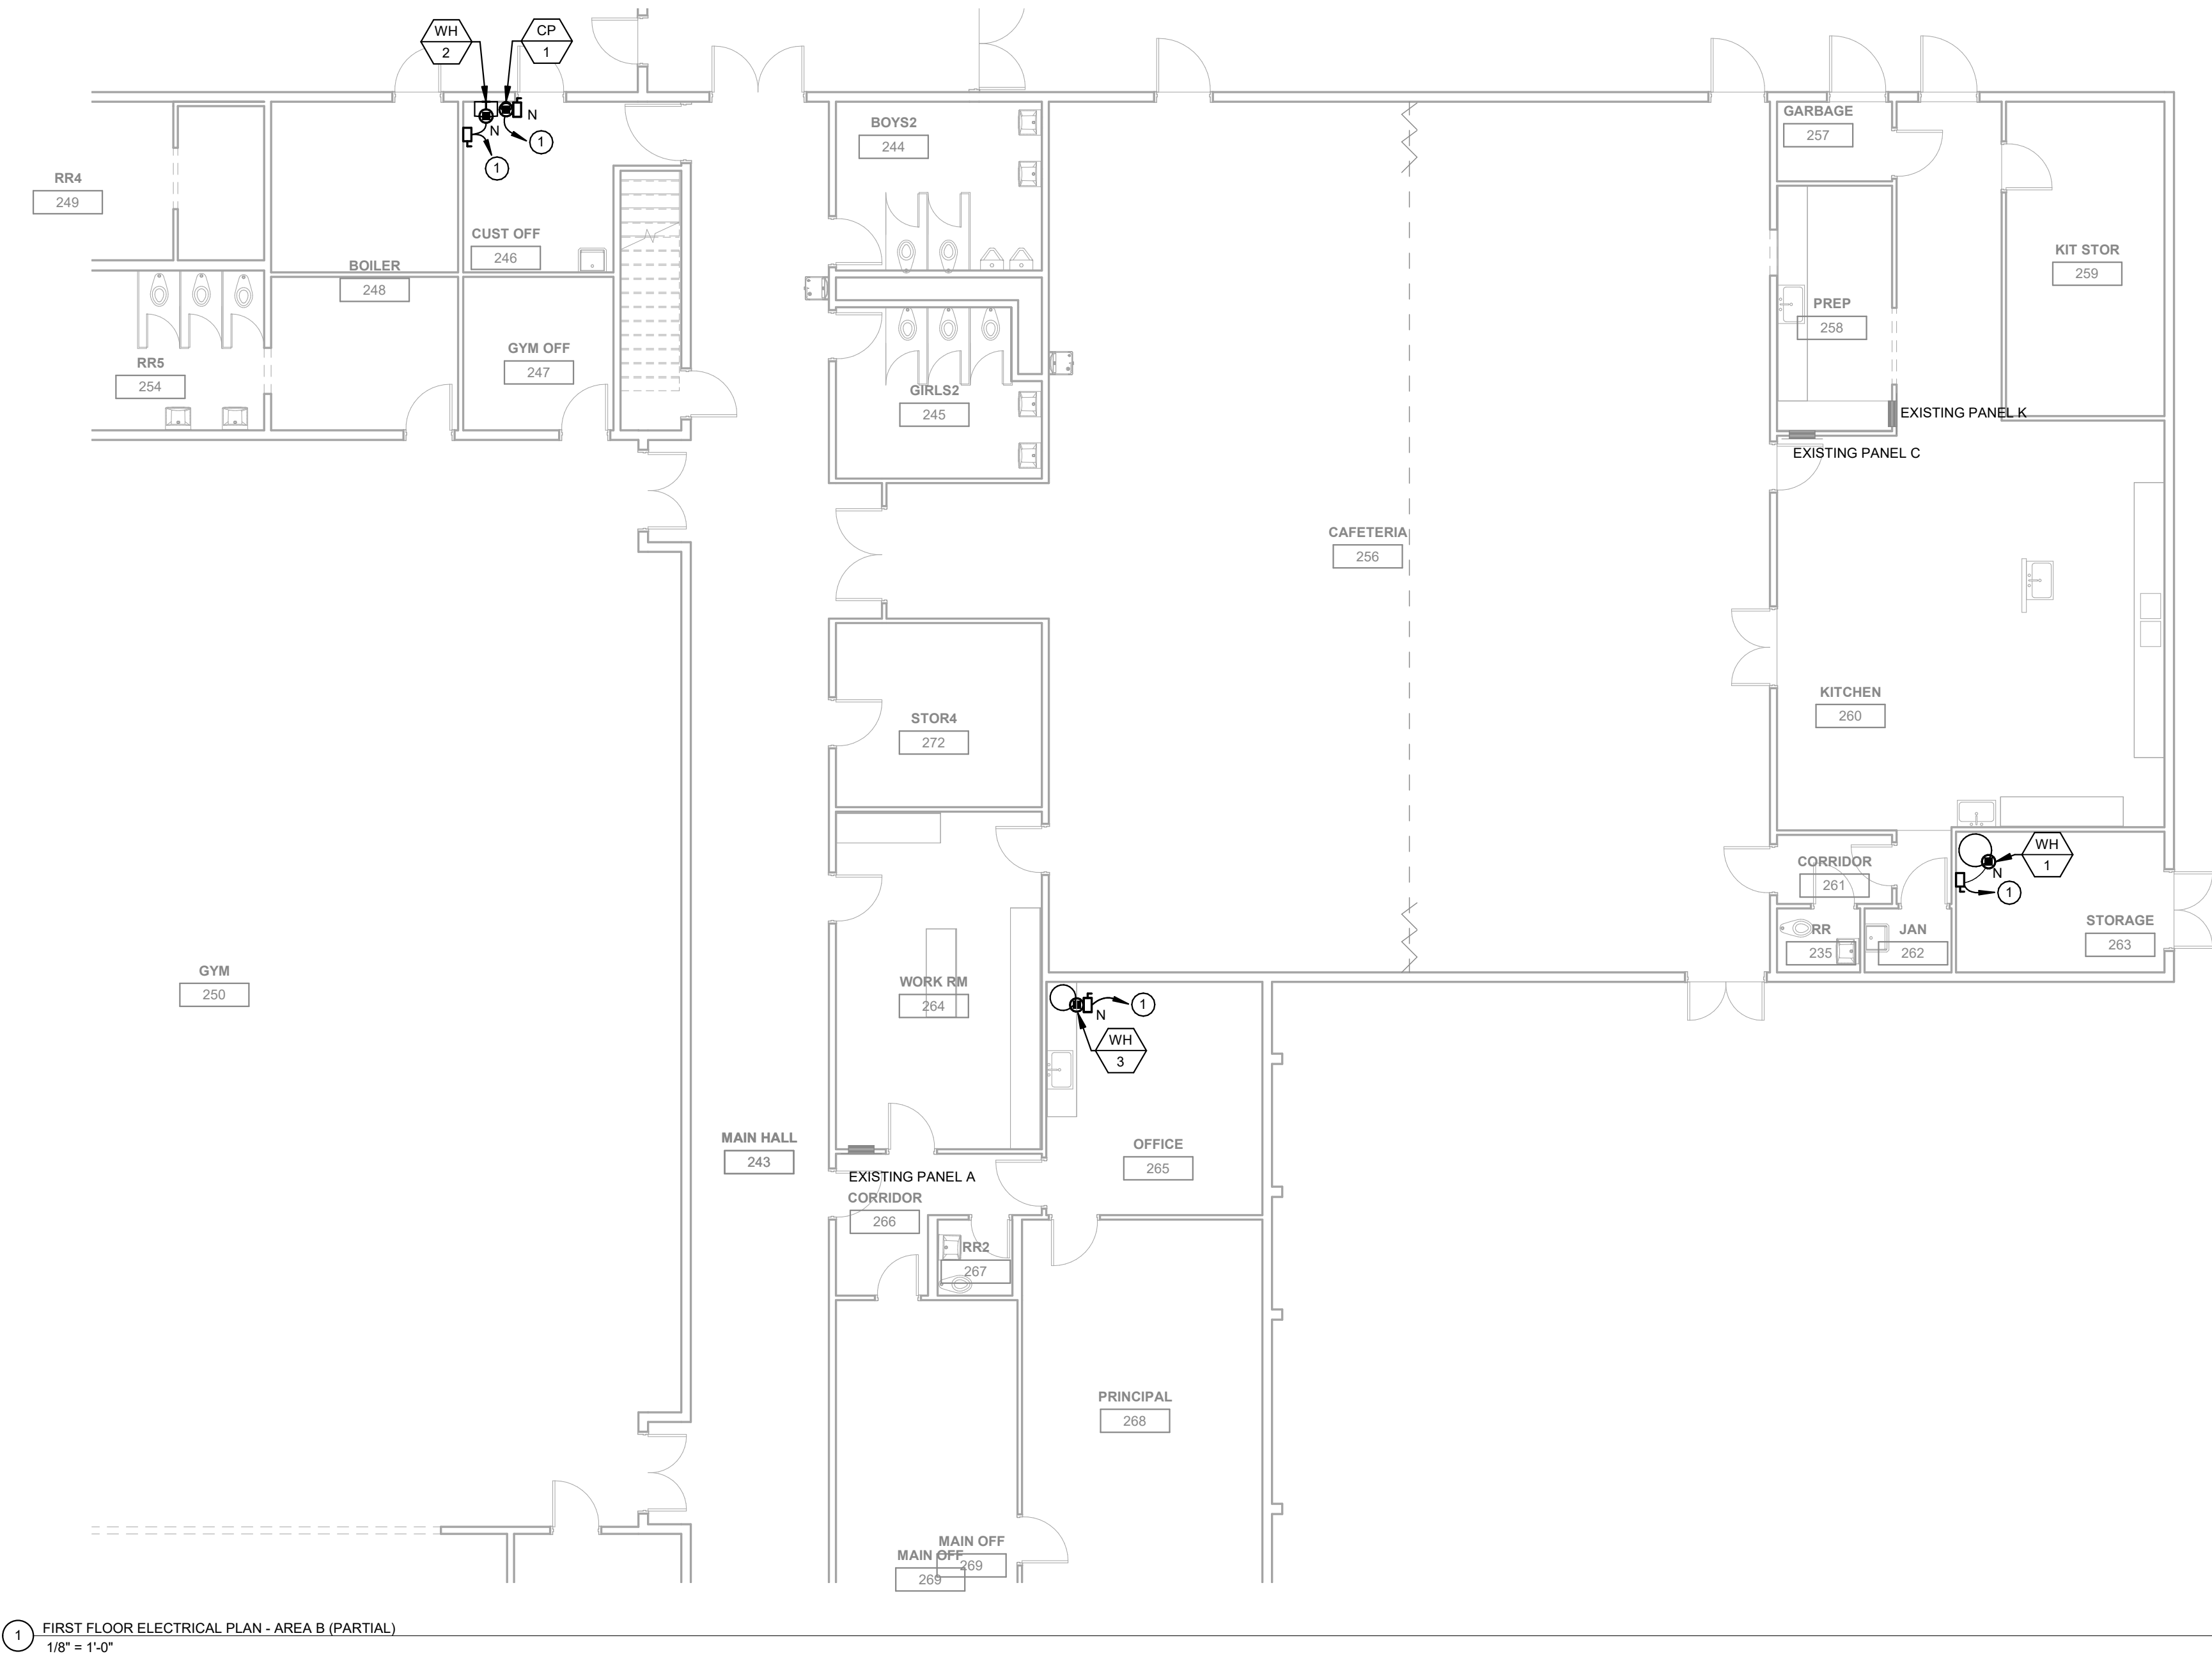 WH
2
CP
1
N
N
1
1
BOYS2
244
GARBAGE
257
RR4
249
CUST OFF
246
KIT STOR
259
BOILER
248
PREP
258
GYM OFF
247
RR5
254
GIRLS2
245
EXISTING PANEL K
EXISTING PANEL C
CAFETERIA
256
KITCHEN
260
STOR4
272
WH
1
N
1
CORRIDOR
261
RR
235
JAN
262
STORAGE
263
GYM
250
WORK RM
264
N
1
WH
3
MAIN HALL
243
OFFICE
265
EXISTING PANEL A
CORRIDOR
266
RR2
267
PRINCIPAL
268
MAIN OFF
269
MAIN OFF
269
1
FIRST FLOOR ELECTRICAL PLAN - AREA B (PARTIAL)
1/8" = 1'-0"